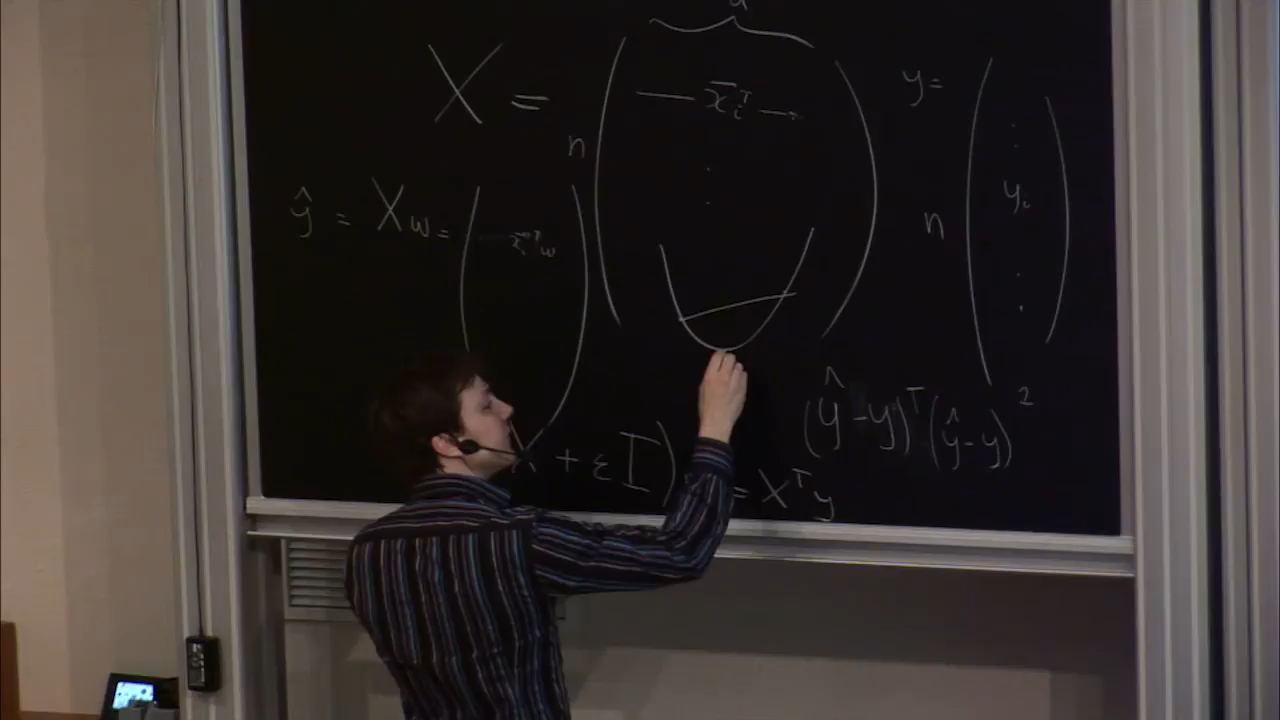 d
X =
— x̄ᵢᵀ —
n
y =
yᵢ
n
ŷ = Xw =
— x̄ᵢᵀw
(ŷ - y)ᵀ(ŷ - y)²
X + εI)
= Xᵀy